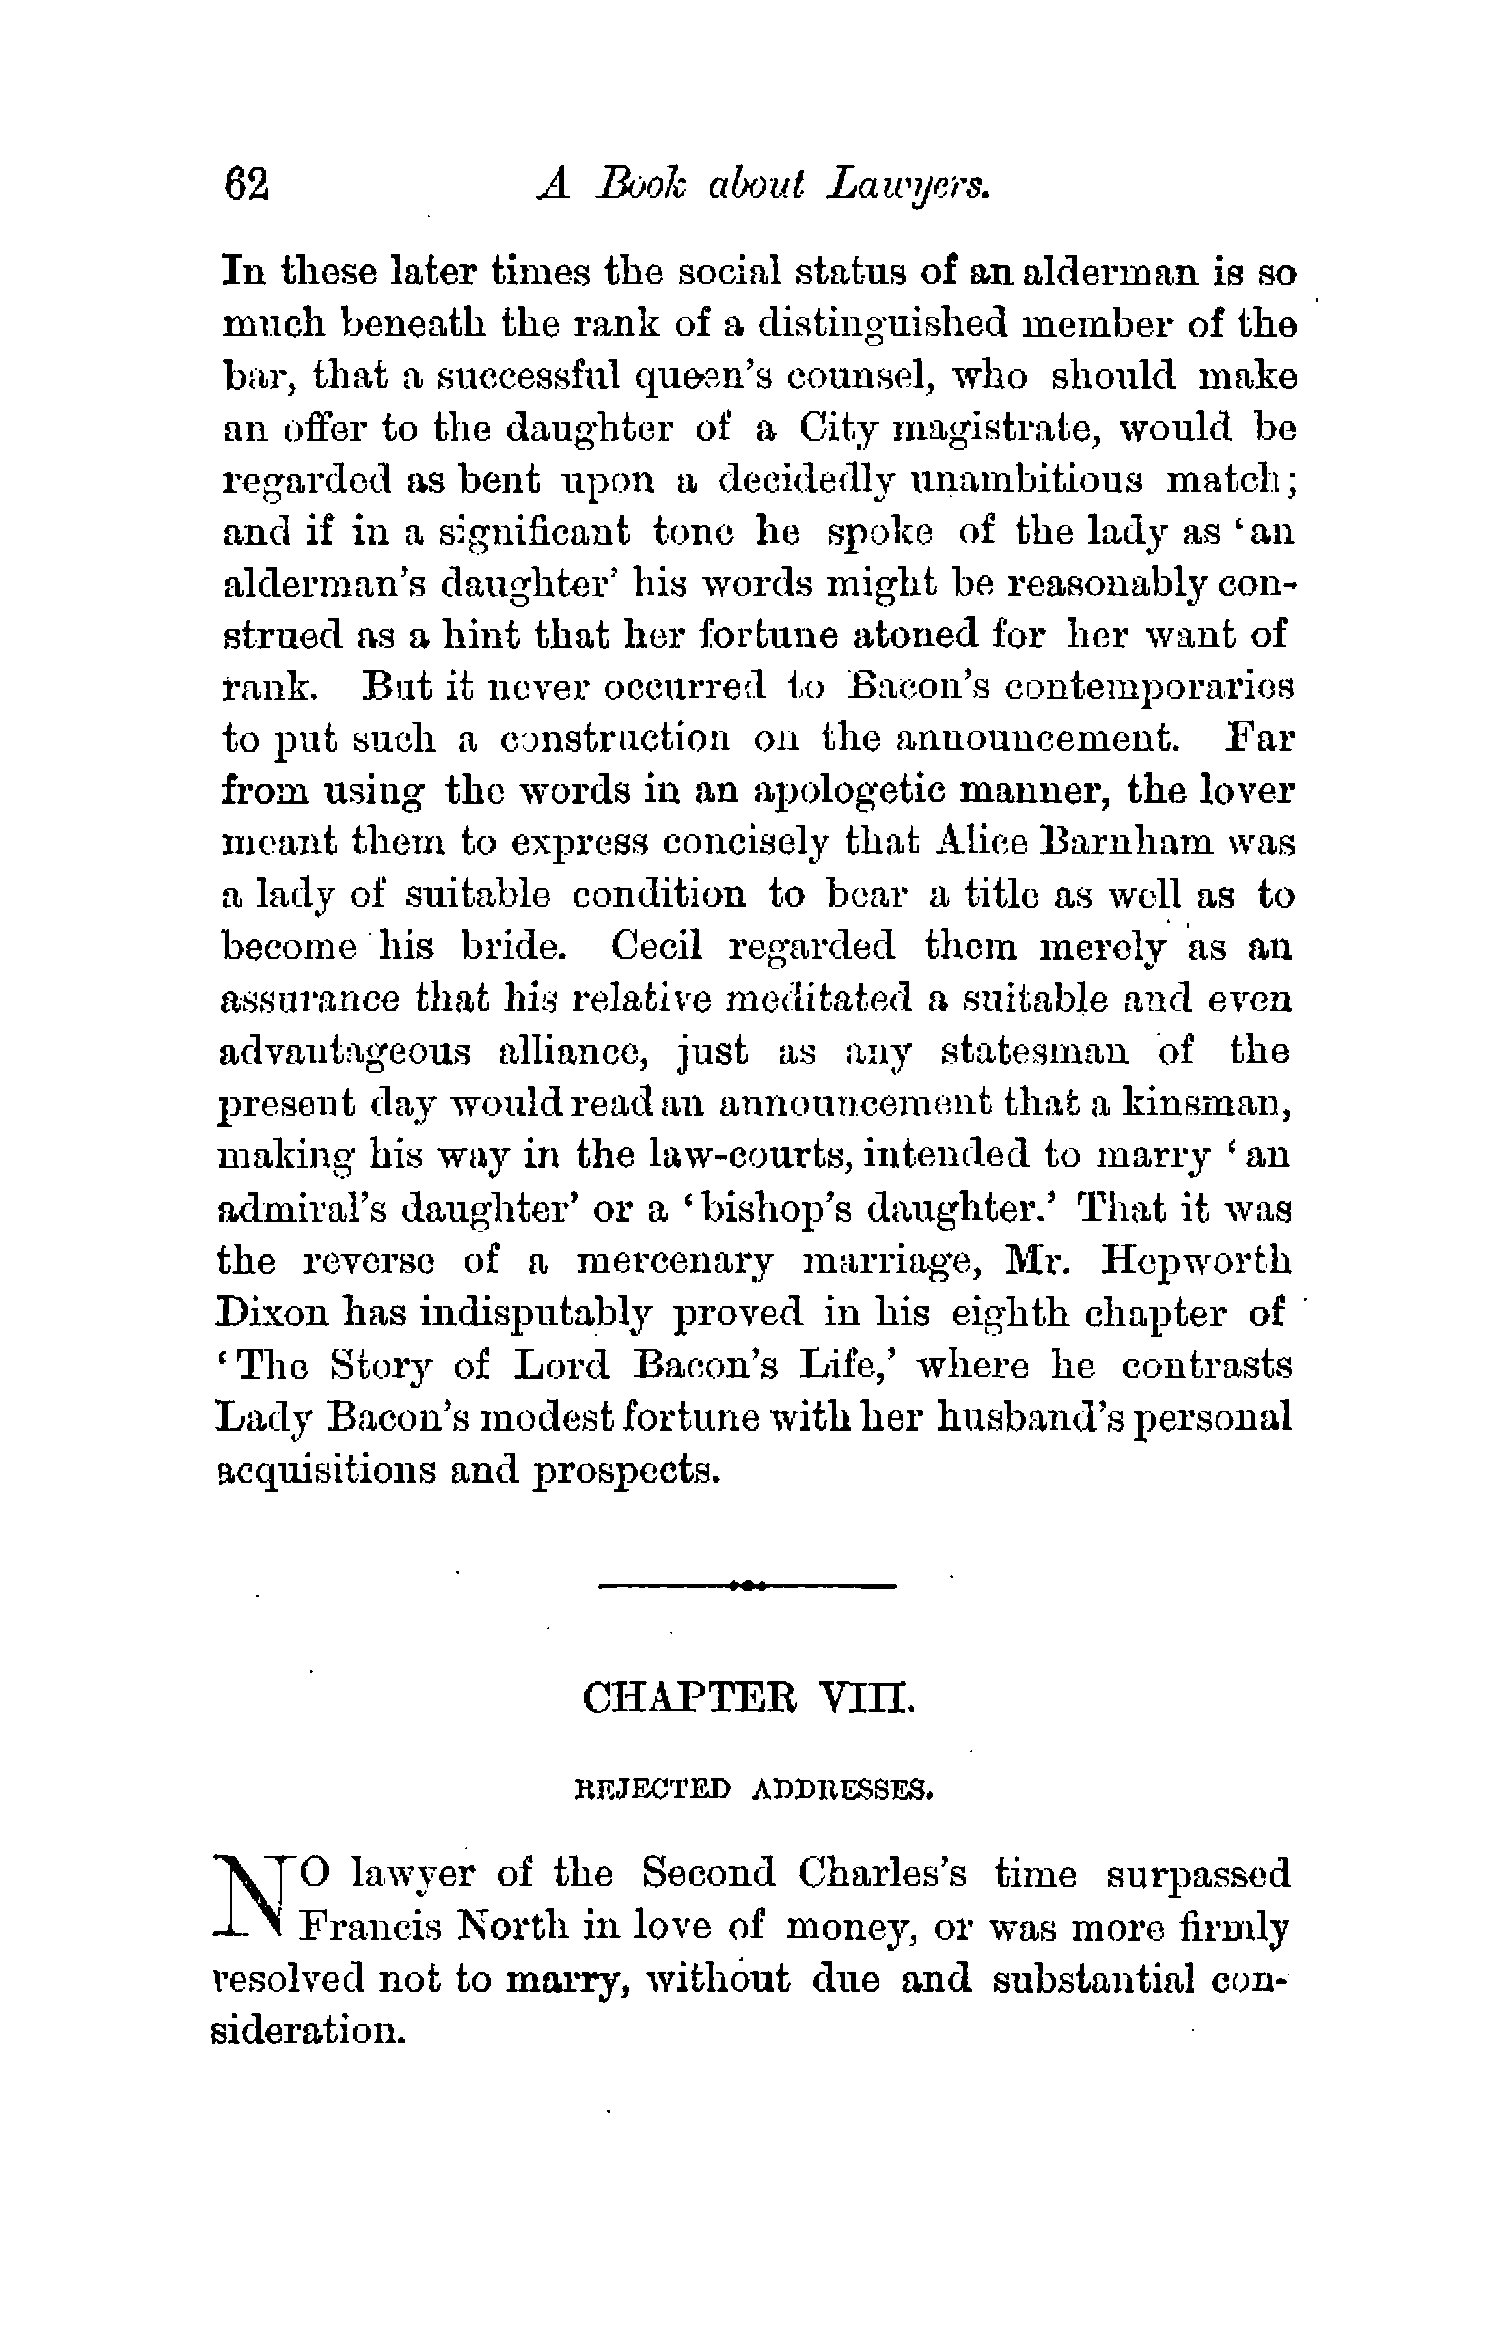 62 A Book about Lawyers.
In these later times the social status of an alderman is so
much beneath the rank of a distinguished member of the
bar, that a successful queen's counsel, who should make
an offer to the daughter of a City magistrate, would be
regarded as bent upon a decidedly unambitious match;
and if in a significant tone he spoke of the lady as ‘an
alderman's daughter’ his words might be reasonably con-
strued as a hint that her fortune atoned for her want of
rank. But it never occurred to Bacon's contemporaries
to put such a construction on the announcement. Far
from using the words in an apologetic manner, the lover
meant them to express concisely that Alice Barnham was
a lady of suitable condition to bear a title as well as to
become his bride. Cecil regarded them merely as an
assurance that his relative meditated a suitable and even
advantageous alliance, just as any statesman of the
present day would read an announcement that a kinsman,
making his way in the law-courts, intended to marry ‘an
admiral's daughter’ or a ‘bishop's daughter.’ That it was
the reverse of a mercenary marriage, Mr. Hepworth
Dixon has indisputably proved in his eighth chapter of
‘The Story of Lord Bacon's Life,’ where he contrasts
Lady Bacon's modest fortune with her husband's personal
acquisitions and prospects.
CHAPTER VIII.
REJECTED ADDRESSES.
NO lawyer of the Second Charles's time surpassed
Francis North in love of money, or was more firmly
resolved not to marry, without due and substantial con-
sideration.